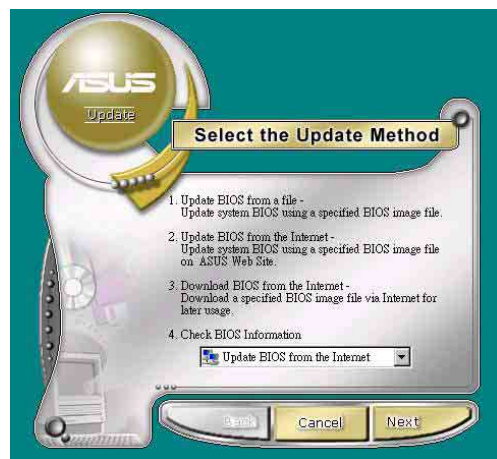 ASUS
Update
Select the Update Method
1. Update BIOS from a file -
Update system BIOS using a specified BIOS image file.
2. Update BIOS from the Internet -
Update system BIOS using a specified BIOS image file
on ASUS Web Site.
3. Download BIOS from the Internet -
Download a specified BIOS image file via Internet for
later usage.
4. Check BIOS Information
Update BIOS from the Internet
Back
Cancel
Next